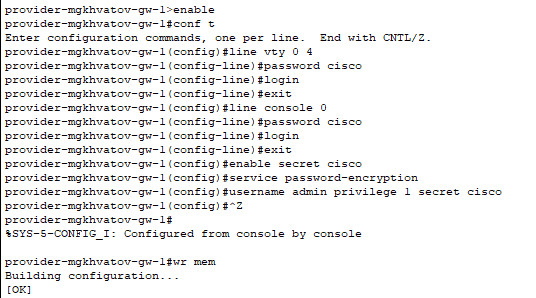 provider-mgkhvatov-gw-1>enable
provider-mgkhvatov-gw-1#conf t
Enter configuration commands, one per line.  End with CNTL/Z.
provider-mgkhvatov-gw-1(config)#line vty 0 4
provider-mgkhvatov-gw-1(config-line)#password cisco
provider-mgkhvatov-gw-1(config-line)#login
provider-mgkhvatov-gw-1(config-line)#exit
provider-mgkhvatov-gw-1(config)#line console 0
provider-mgkhvatov-gw-1(config-line)#password cisco
provider-mgkhvatov-gw-1(config-line)#login
provider-mgkhvatov-gw-1(config-line)#exit
provider-mgkhvatov-gw-1(config)#enable secret cisco
provider-mgkhvatov-gw-1(config)#service password-encryption
provider-mgkhvatov-gw-1(config)#username admin privilege 1 secret cisco
provider-mgkhvatov-gw-1(config)#^Z
provider-mgkhvatov-gw-1#
%SYS-5-CONFIG_I: Configured from console by console
provider-mgkhvatov-gw-1#wr mem
Building configuration...
[OK]